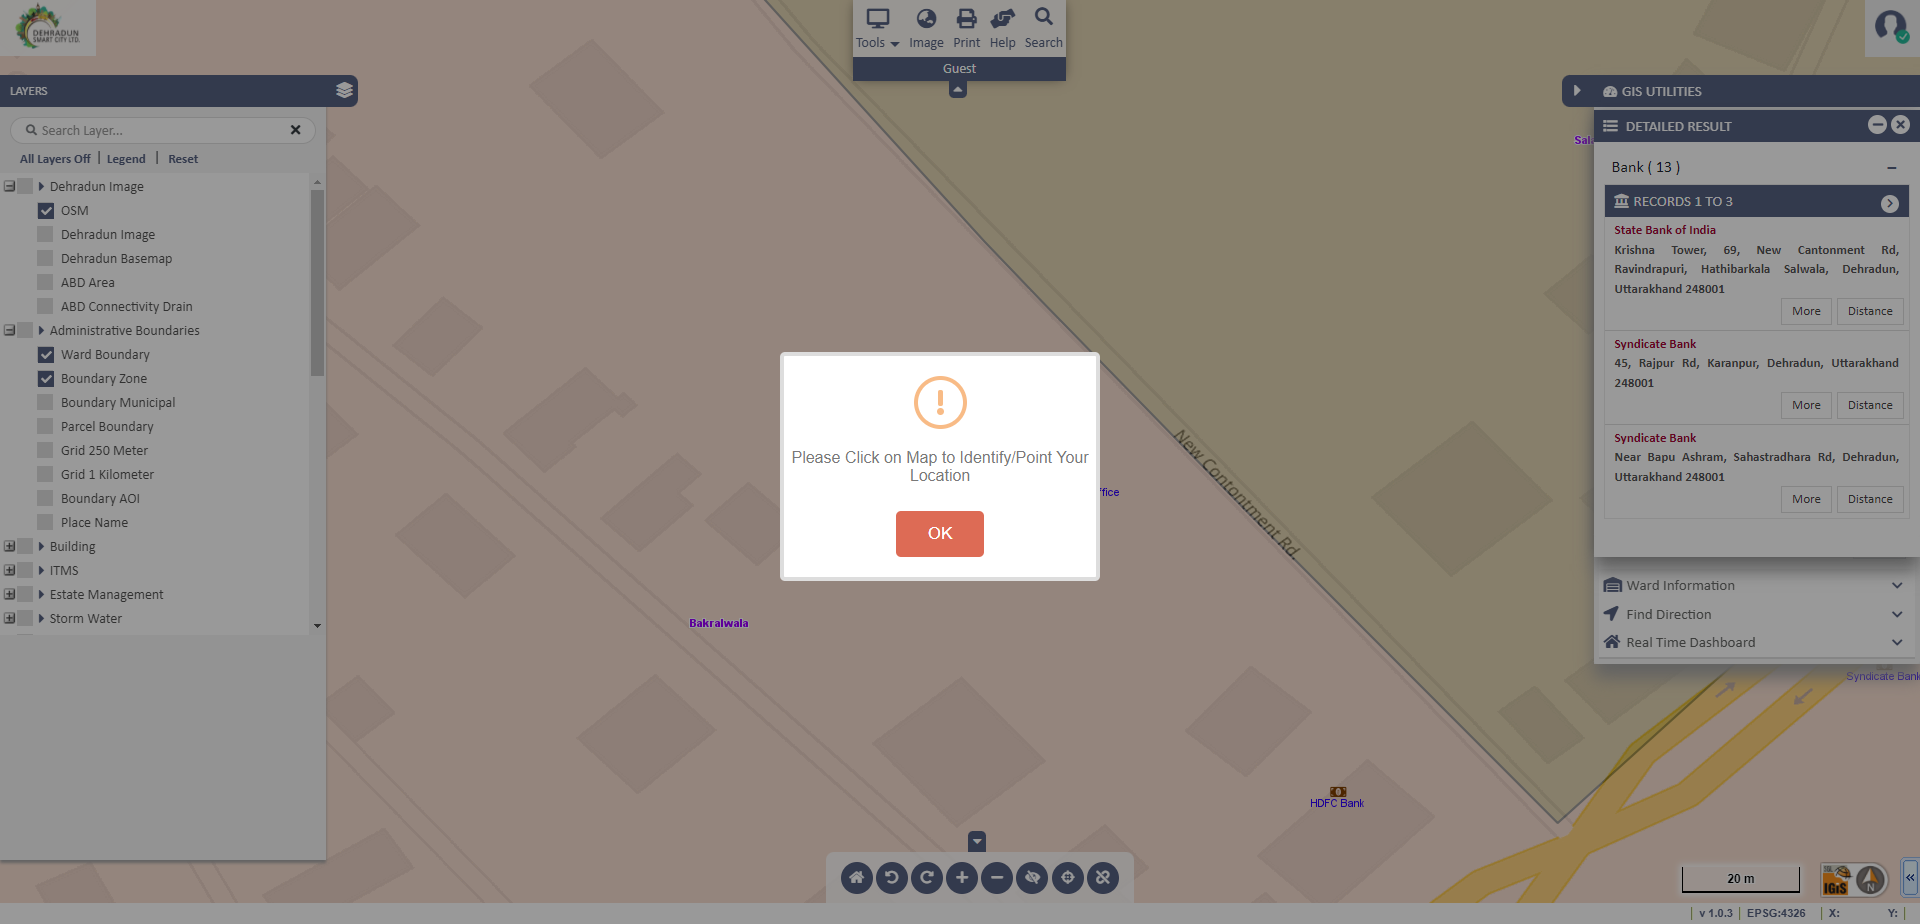 DEHRADUN
SMART CITY LTD.
Tools
Image
Print
Help
Search
Guest
LAYERS
Search Layer...
All Layers Off
Legend
Reset
Dehradun Image
OSM
Dehradun Image
Dehradun Basemap
ABD Area
ABD Connectivity Drain
Administrative Boundaries
Ward Boundary
Boundary Zone
Boundary Municipal
Parcel Boundary
Grid 250 Meter
Grid 1 Kilometer
Boundary AOI
Place Name
Building
ITMS
Estate Management
Storm Water
Please Click on Map to Identify/Point Your
Location
OK
ffice
New Contontment Rd.
Bakralwala
HDFC Bank
Syndicate Bank
Sal
GIS UTILITIES
DETAILED RESULT
Bank ( 13 )
RECORDS 1 TO 3
State Bank of India
Krishna Tower, 69, New Cantonment Rd,
Ravindrapuri, Hathibarkala Salwala, Dehradun,
Uttarakhand 248001
More
Distance
Syndicate Bank
45, Rajpur Rd, Karanpur, Dehradun, Uttarakhand
248001
More
Distance
Syndicate Bank
Near Bapu Ashram, Sahastradhara Rd, Dehradun,
Uttarakhand 248001
More
Distance
Ward Information
Find Direction
Real Time Dashboard
20 m
IGiS
N
v 1.0.3
EPSG:4326
X:
Y: